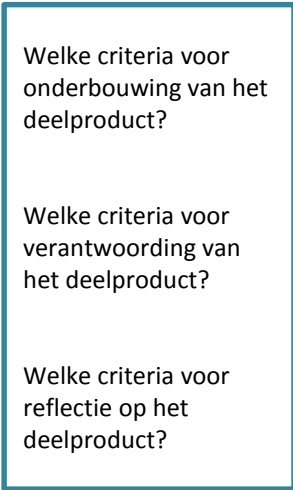 Welke criteria voor
onderbouwing van het
deelproduct?
Welke criteria voor
verantwoording van
het deelproduct?
Welke criteria voor
reflectie op het
deelproduct?